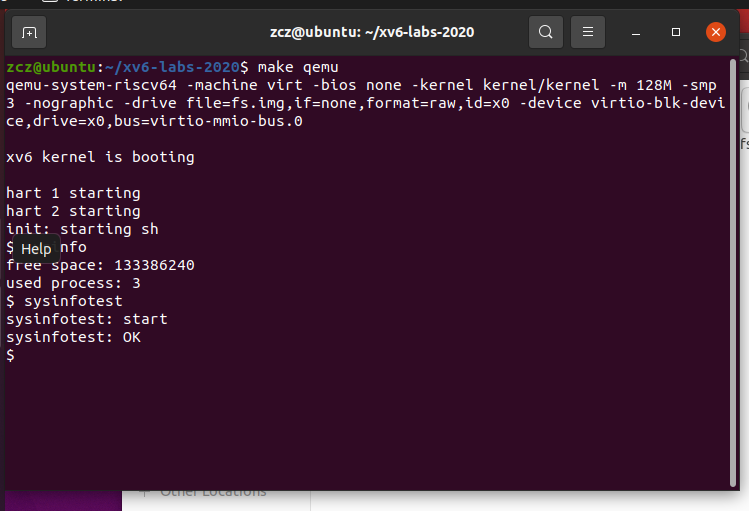 zcz@ubuntu: ~/xv6-labs-2020
zcz@ubuntu:~/xv6-labs-2020$ make qemu
qemu-system-riscv64 -machine virt -bios none -kernel kernel/kernel -m 128M -smp
3 -nographic -drive file=fs.img,if=none,format=raw,id=x0 -device virtio-blk-devi
ce,drive=x0,bus=virtio-mmio-bus.0
xv6 kernel is booting
hart 1 starting
hart 2 starting
init: starting sh
$ nfo
Help
free space: 133386240
used process: 3
$ sysinfotest
sysinfotest: start
sysinfotest: OK
$
Other Locations